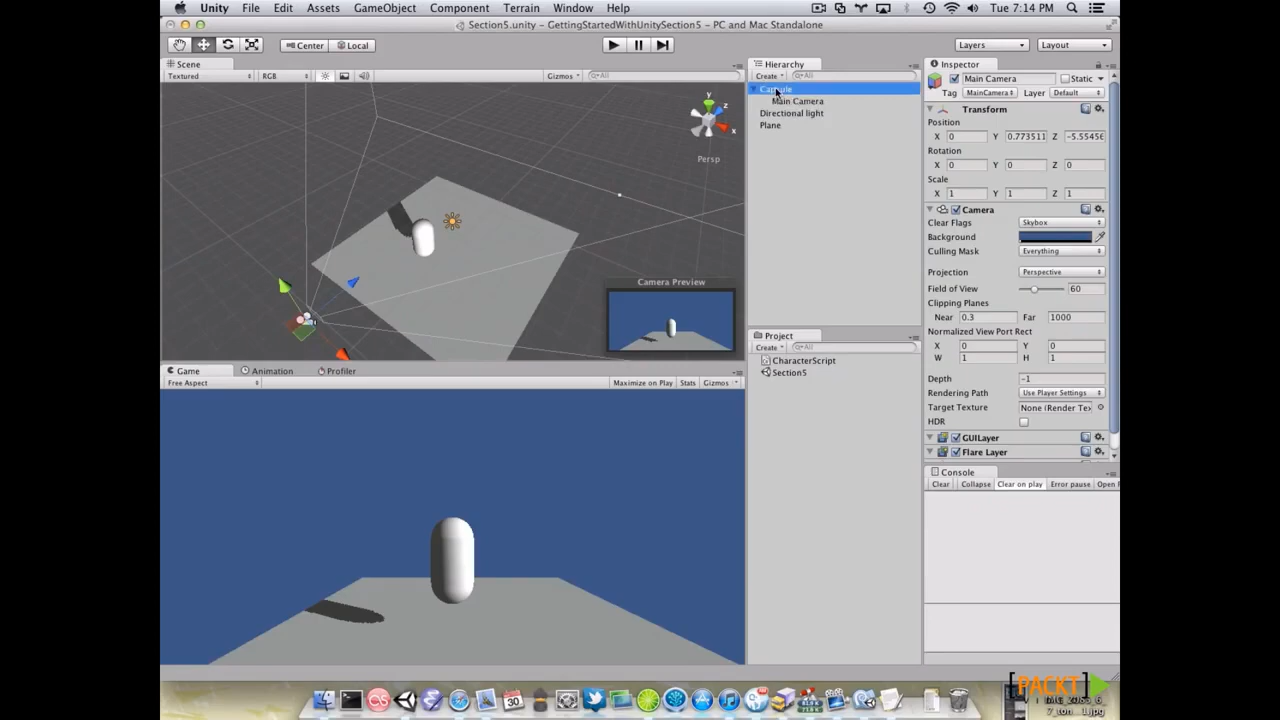 Unity File Edit Assets GameObject Component Terrain Window Help Tue 7:14 PM
Section5.unity - GettingStartedWithUnitySection5 - PC and Mac Standalone
Center Local Layers Layout
Scene
Textured RGB Gizmos All
y
z
x
Persp
Camera Preview
Game Animation Profiler
Free Aspect Maximize on Play Stats Gizmos
Hierarchy
Create All
Capsule
Main Camera
Directional light
Plane
Project
Create All
CharacterScript
Section5
Inspector
Main Camera Static
Tag MainCamera Layer Default
Transform
Position
X 0 Y 0.773511 Z -5.55456
Rotation
X 0 Y 0 Z 0
Scale
X 1 Y 1 Z 1
Camera
Clear Flags Skybox
Background
Culling Mask Everything
Projection Perspective
Field of View 60
Clipping Planes
Near 0.3 Far 1000
Normalized View Port Rect
X 0 Y 0
W 1 H 1
Depth -1
Rendering Path Use Player Settings
Target Texture None (Render Tex
HDR
GUILayer
Flare Layer
Console
Clear Collapse Clear on play Error pause Open
30
PACKT